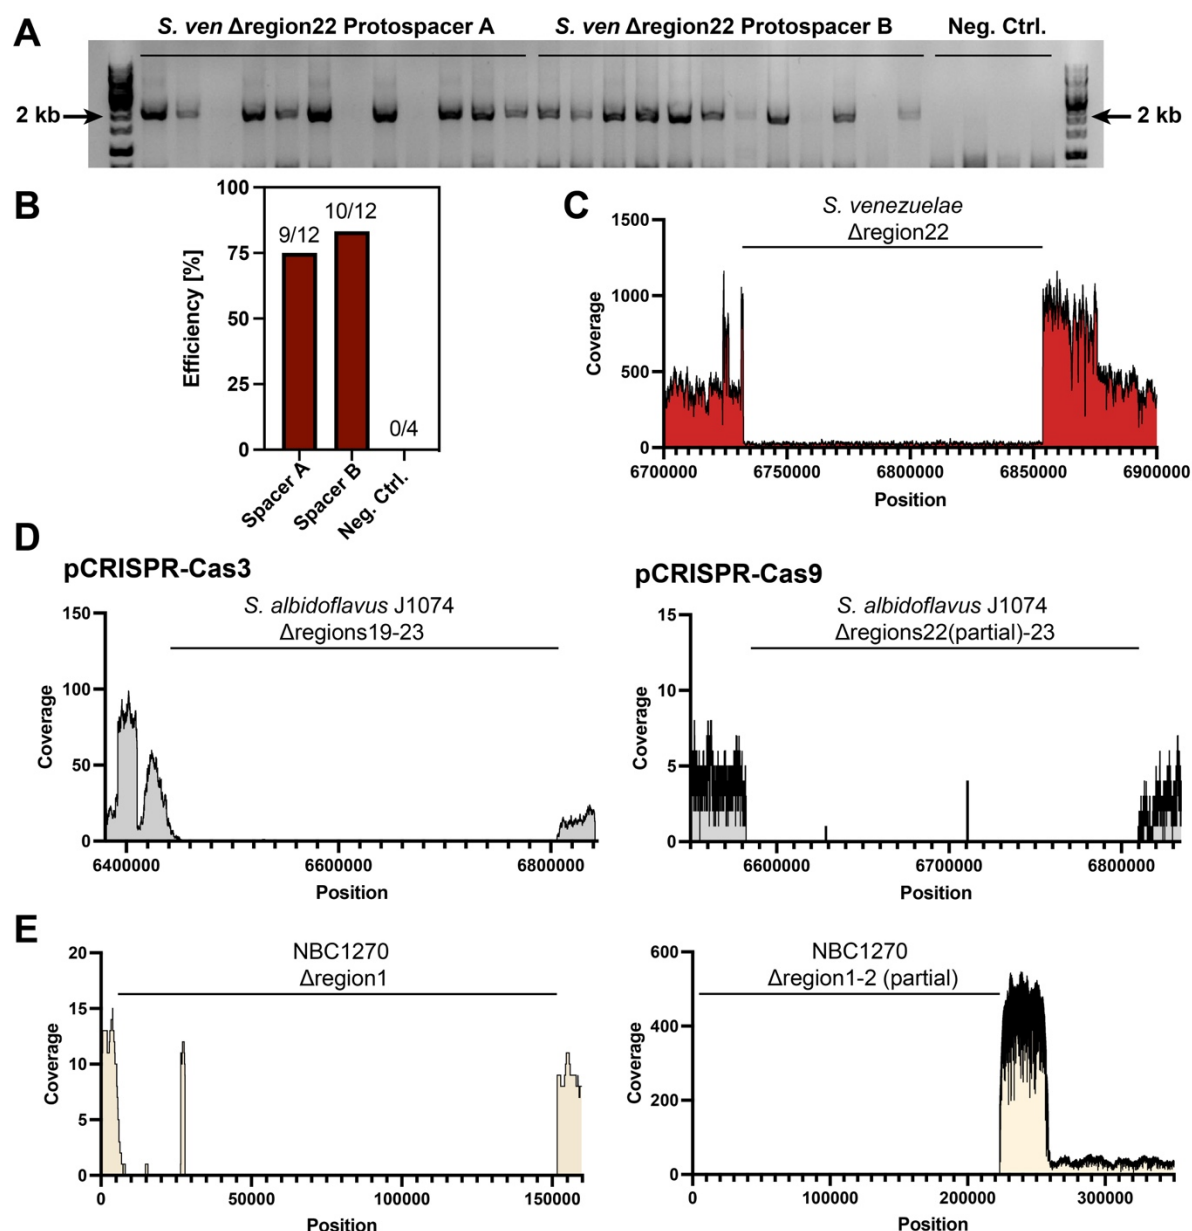 A
S. ven Δregion22 Protospacer A
S. ven Δregion22 Protospacer B
Neg. Ctrl.
2 kb
2 kb
B
100
75
50
25
0
Efficiency [%]
9/12
10/12
0/4
Spacer A
Spacer B
Neg. Ctrl.
C
S. venezuelae
Δregion22
1500
1000
500
0
Coverage
6700000
6750000
6800000
6850000
6900000
Position
D
pCRISPR-Cas3
S. albidoflavus J1074
Δregions19-23
150
100
50
0
Coverage
6400000
6600000
6800000
Position
pCRISPR-Cas9
S. albidoflavus J1074
Δregions22(partial)-23
15
10
5
0
Coverage
6600000
6700000
6800000
Position
E
NBC1270
Δregion1
20
15
10
5
0
Coverage
0
50000
100000
150000
Position
NBC1270
Δregion1-2 (partial)
600
400
200
0
Coverage
0
100000
200000
300000
Position